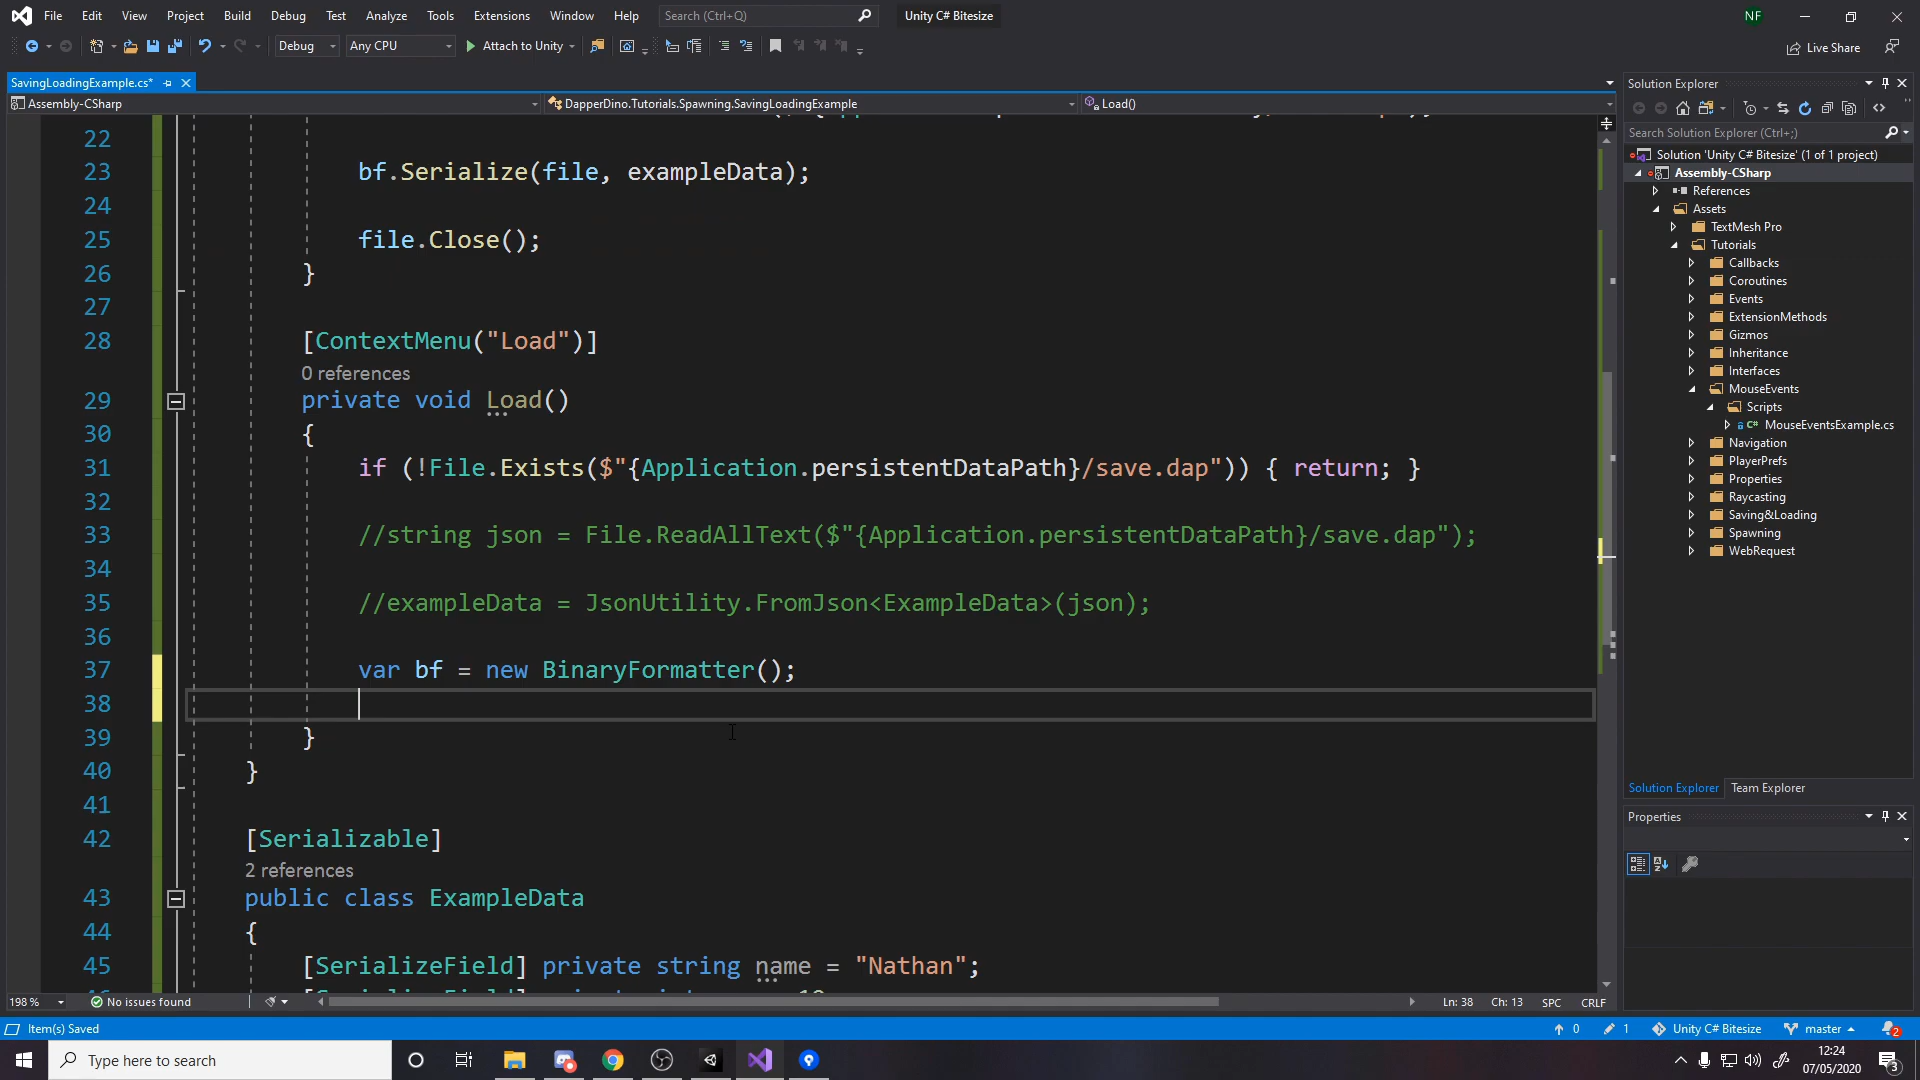 File Edit View Project Build Debug Test Analyze Tools Extensions Window Help Search (Ctrl+Q) Unity C# Bitesize NF
Debug Any CPU Attach to Unity Live Share
SavingLoadingExample.cs*
Assembly-CSharp DapperDino.Tutorials.Spawning.SavingLoadingExample Load()
22
23 bf.Serialize(file, exampleData);
24
25 file.Close();
26 }
27
28 [ContextMenu("Load")]
0 references
29 private void Load()
30 {
31 if (!File.Exists($"{Application.persistentDataPath}/save.dap")) { return; }
32
33 //string json = File.ReadAllText($"{Application.persistentDataPath}/save.dap");
34
35 //exampleData = JsonUtility.FromJson<ExampleData>(json);
36
37 var bf = new BinaryFormatter();
38
39 }
40 }
41
42 [Serializable]
2 references
43 public class ExampleData
44 {
45 [SerializeField] private string name = "Nathan";
198 % No issues found Ln: 38 Ch: 13 SPC CRLF
Solution Explorer
Search Solution Explorer (Ctrl+;)
Solution 'Unity C# Bitesize' (1 of 1 project)
Assembly-CSharp
References
Assets
TextMesh Pro
Tutorials
Callbacks
Coroutines
Events
ExtensionMethods
Gizmos
Inheritance
Interfaces
MouseEvents
Scripts
C# MouseEventsExample.cs
Navigation
PlayerPrefs
Properties
Raycasting
Saving&Loading
Spawning
WebRequest
Solution Explorer Team Explorer
Properties
Item(s) Saved 0 1 Unity C# Bitesize master 2
Type here to search
12:24
07/05/2020
3